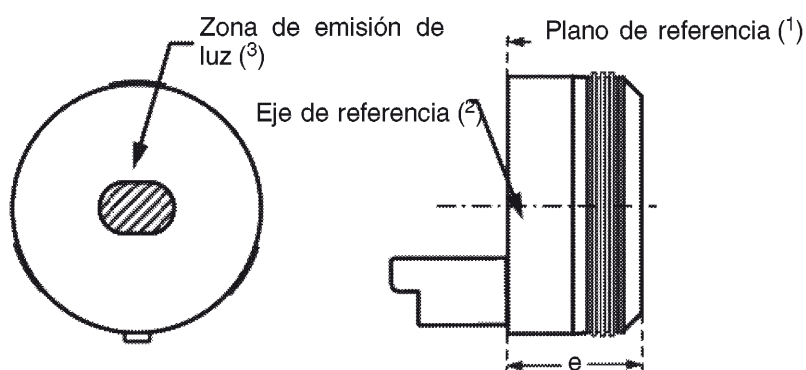 Zona de emisión de
luz (³)
Plano de referencia (¹)
Eje de referencia (²)
e